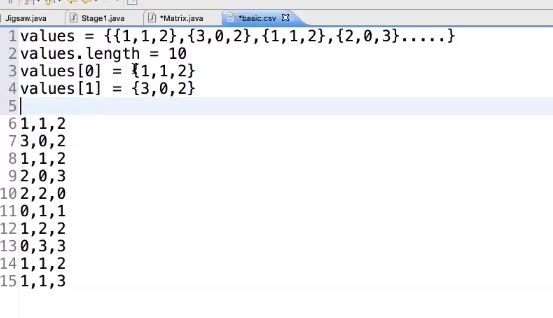 Jigsaw.java Stage1.java *Matrix.java *basic.csv
1 values = {{1,1,2},{3,0,2},{1,1,2},{2,0,3}.....}
2 values.length = 10
3 values[0] = {1,1,2}
4 values[1] = {3,0,2}
5
6 1,1,2
7 3,0,2
8 1,1,2
9 2,0,3
10 2,2,0
11 0,1,1
12 1,2,2
13 0,3,3
14 1,1,2
15 1,1,3